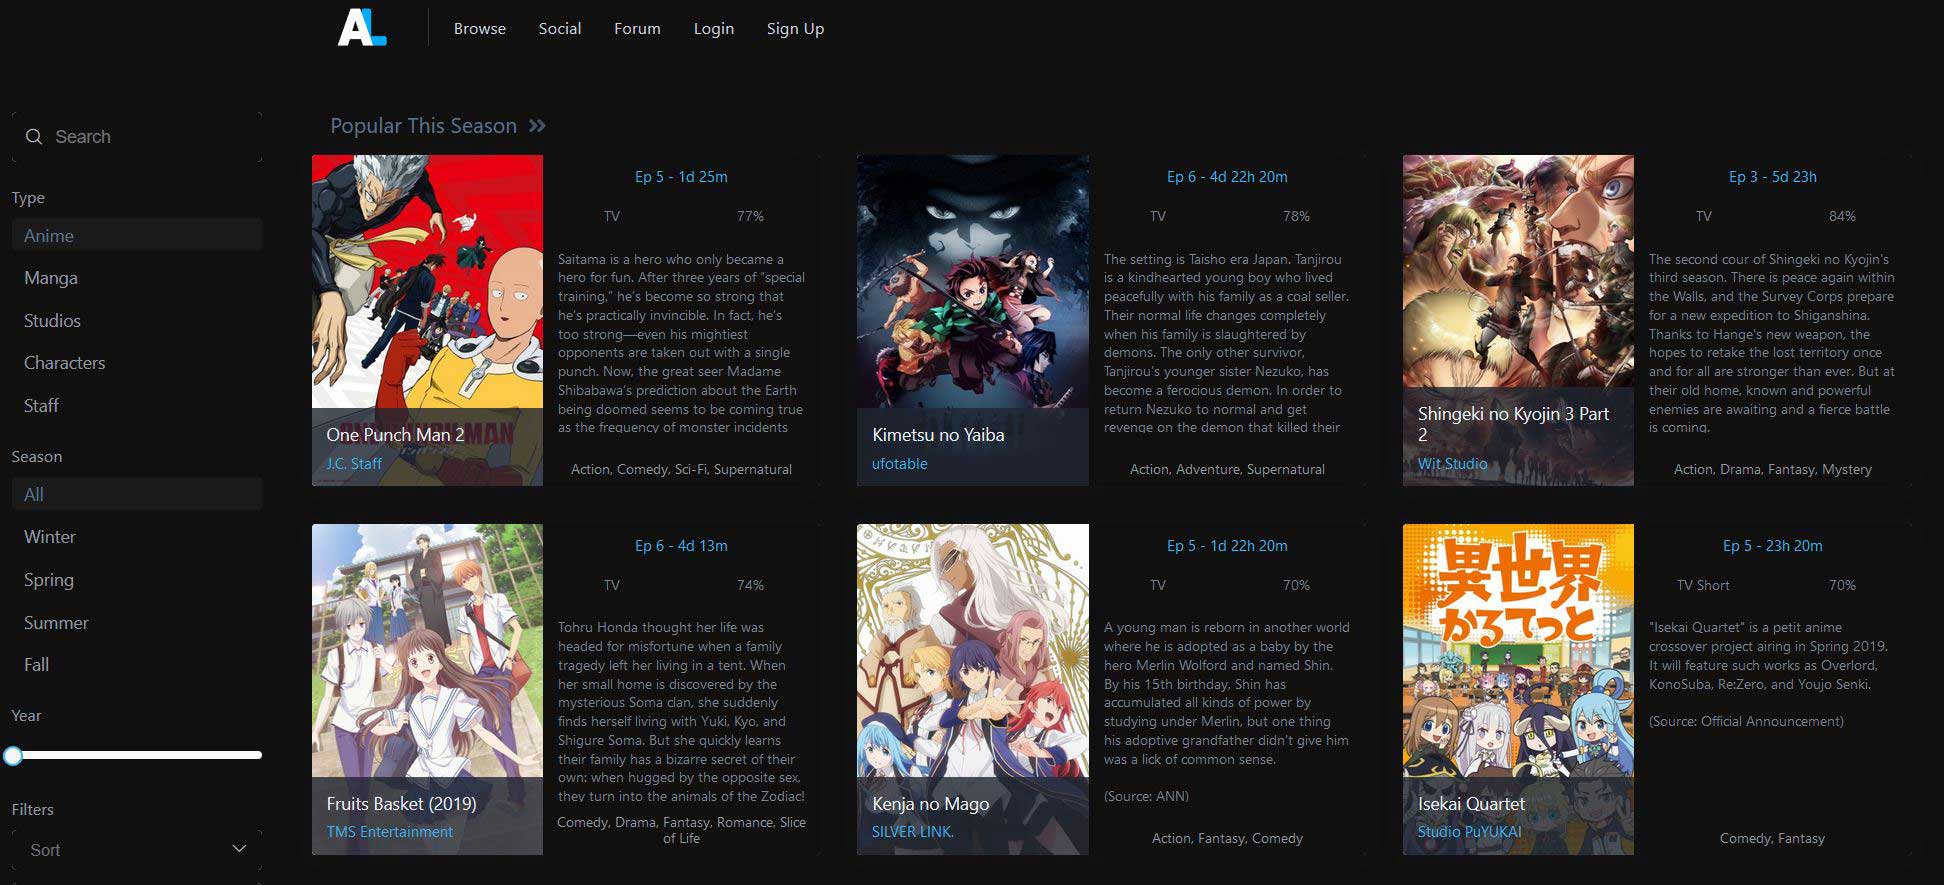 AL
Browse
Social
Forum
Login
Sign Up
Search
Type
Anime
Manga
Studios
Characters
Staff
Season
All
Winter
Spring
Summer
Fall
Year
Filters
Sort
Popular This Season
Ep 5 - 1d 25m
TV 77%
Saitama is a hero who only became a
hero for fun. After three years of “special
training,” he’s become so strong that
he’s practically invincible. In fact, he’s
too strong—even his mightiest
opponents are taken out with a single
punch. Now, the great seer Madame
Shibabawa’s prediction about the Earth
being doomed seems to be coming true
as the frequency of monster incidents
Action, Comedy, Sci-Fi, Supernatural
One Punch Man 2
J.C. Staff
Ep 6 - 4d 22h 20m
TV 78%
The setting is Taisho era Japan. Tanjirou
is a kindhearted young boy who lived
peacefully with his family as a coal seller.
Their normal life changes completely
when his family is slaughtered by
demons. The only other survivor,
Tanjirou's younger sister Nezuko, has
become a ferocious demon. In order to
return Nezuko to normal and get
revenge on the demon that killed their
Action, Adventure, Supernatural
Kimetsu no Yaiba
ufotable
Ep 3 - 5d 23h
TV 84%
The second cour of Shingeki no Kyojin's
third season. There is peace again within
the Walls, and the Survey Corps prepare
for a new expedition to Shiganshina.
Thanks to Hange's new weapon, the
hopes to retake the lost territory once
and for all are stronger than ever. But at
their old home, known and powerful
enemies are awaiting and a fierce battle
is coming.
Action, Drama, Fantasy, Mystery
Shingeki no Kyojin 3 Part
2
Wit Studio
Ep 6 - 4d 13m
TV 74%
Tohru Honda thought her life was
headed for misfortune when a family
tragedy left her living in a tent. When
her small home is discovered by the
mysterious Soma clan, she suddenly
finds herself living with Yuki, Kyo, and
Shigure Soma. But she quickly learns
their family has a bizarre secret of their
own: when hugged by the opposite sex,
they turn into the animals of the Zodiac!
Comedy, Drama, Fantasy, Romance, Slice
of Life
Fruits Basket (2019)
TMS Entertainment
Ep 5 - 1d 22h 20m
TV 70%
A young man is reborn in another world
where he is adopted as a baby by the
hero Merlin Wolford and named Shin.
By his 15th birthday, Shin has
accumulated all kinds of power by
studying under Merlin, but one thing
his adoptive grandfather didn't give him
was a lick of common sense.
(Source: ANN)
Action, Fantasy, Comedy
Kenja no Mago
SILVER LINK.
Ep 5 - 23h 20m
TV Short 70%
"Isekai Quartet" is a petit anime
crossover project airing in Spring 2019.
It will feature such works as Overlord,
KonoSuba, Re:Zero, and Youjo Senki.
(Source: Official Announcement)
Comedy, Fantasy
異世界
かるてっと
Isekai Quartet
Studio PuYUKAI